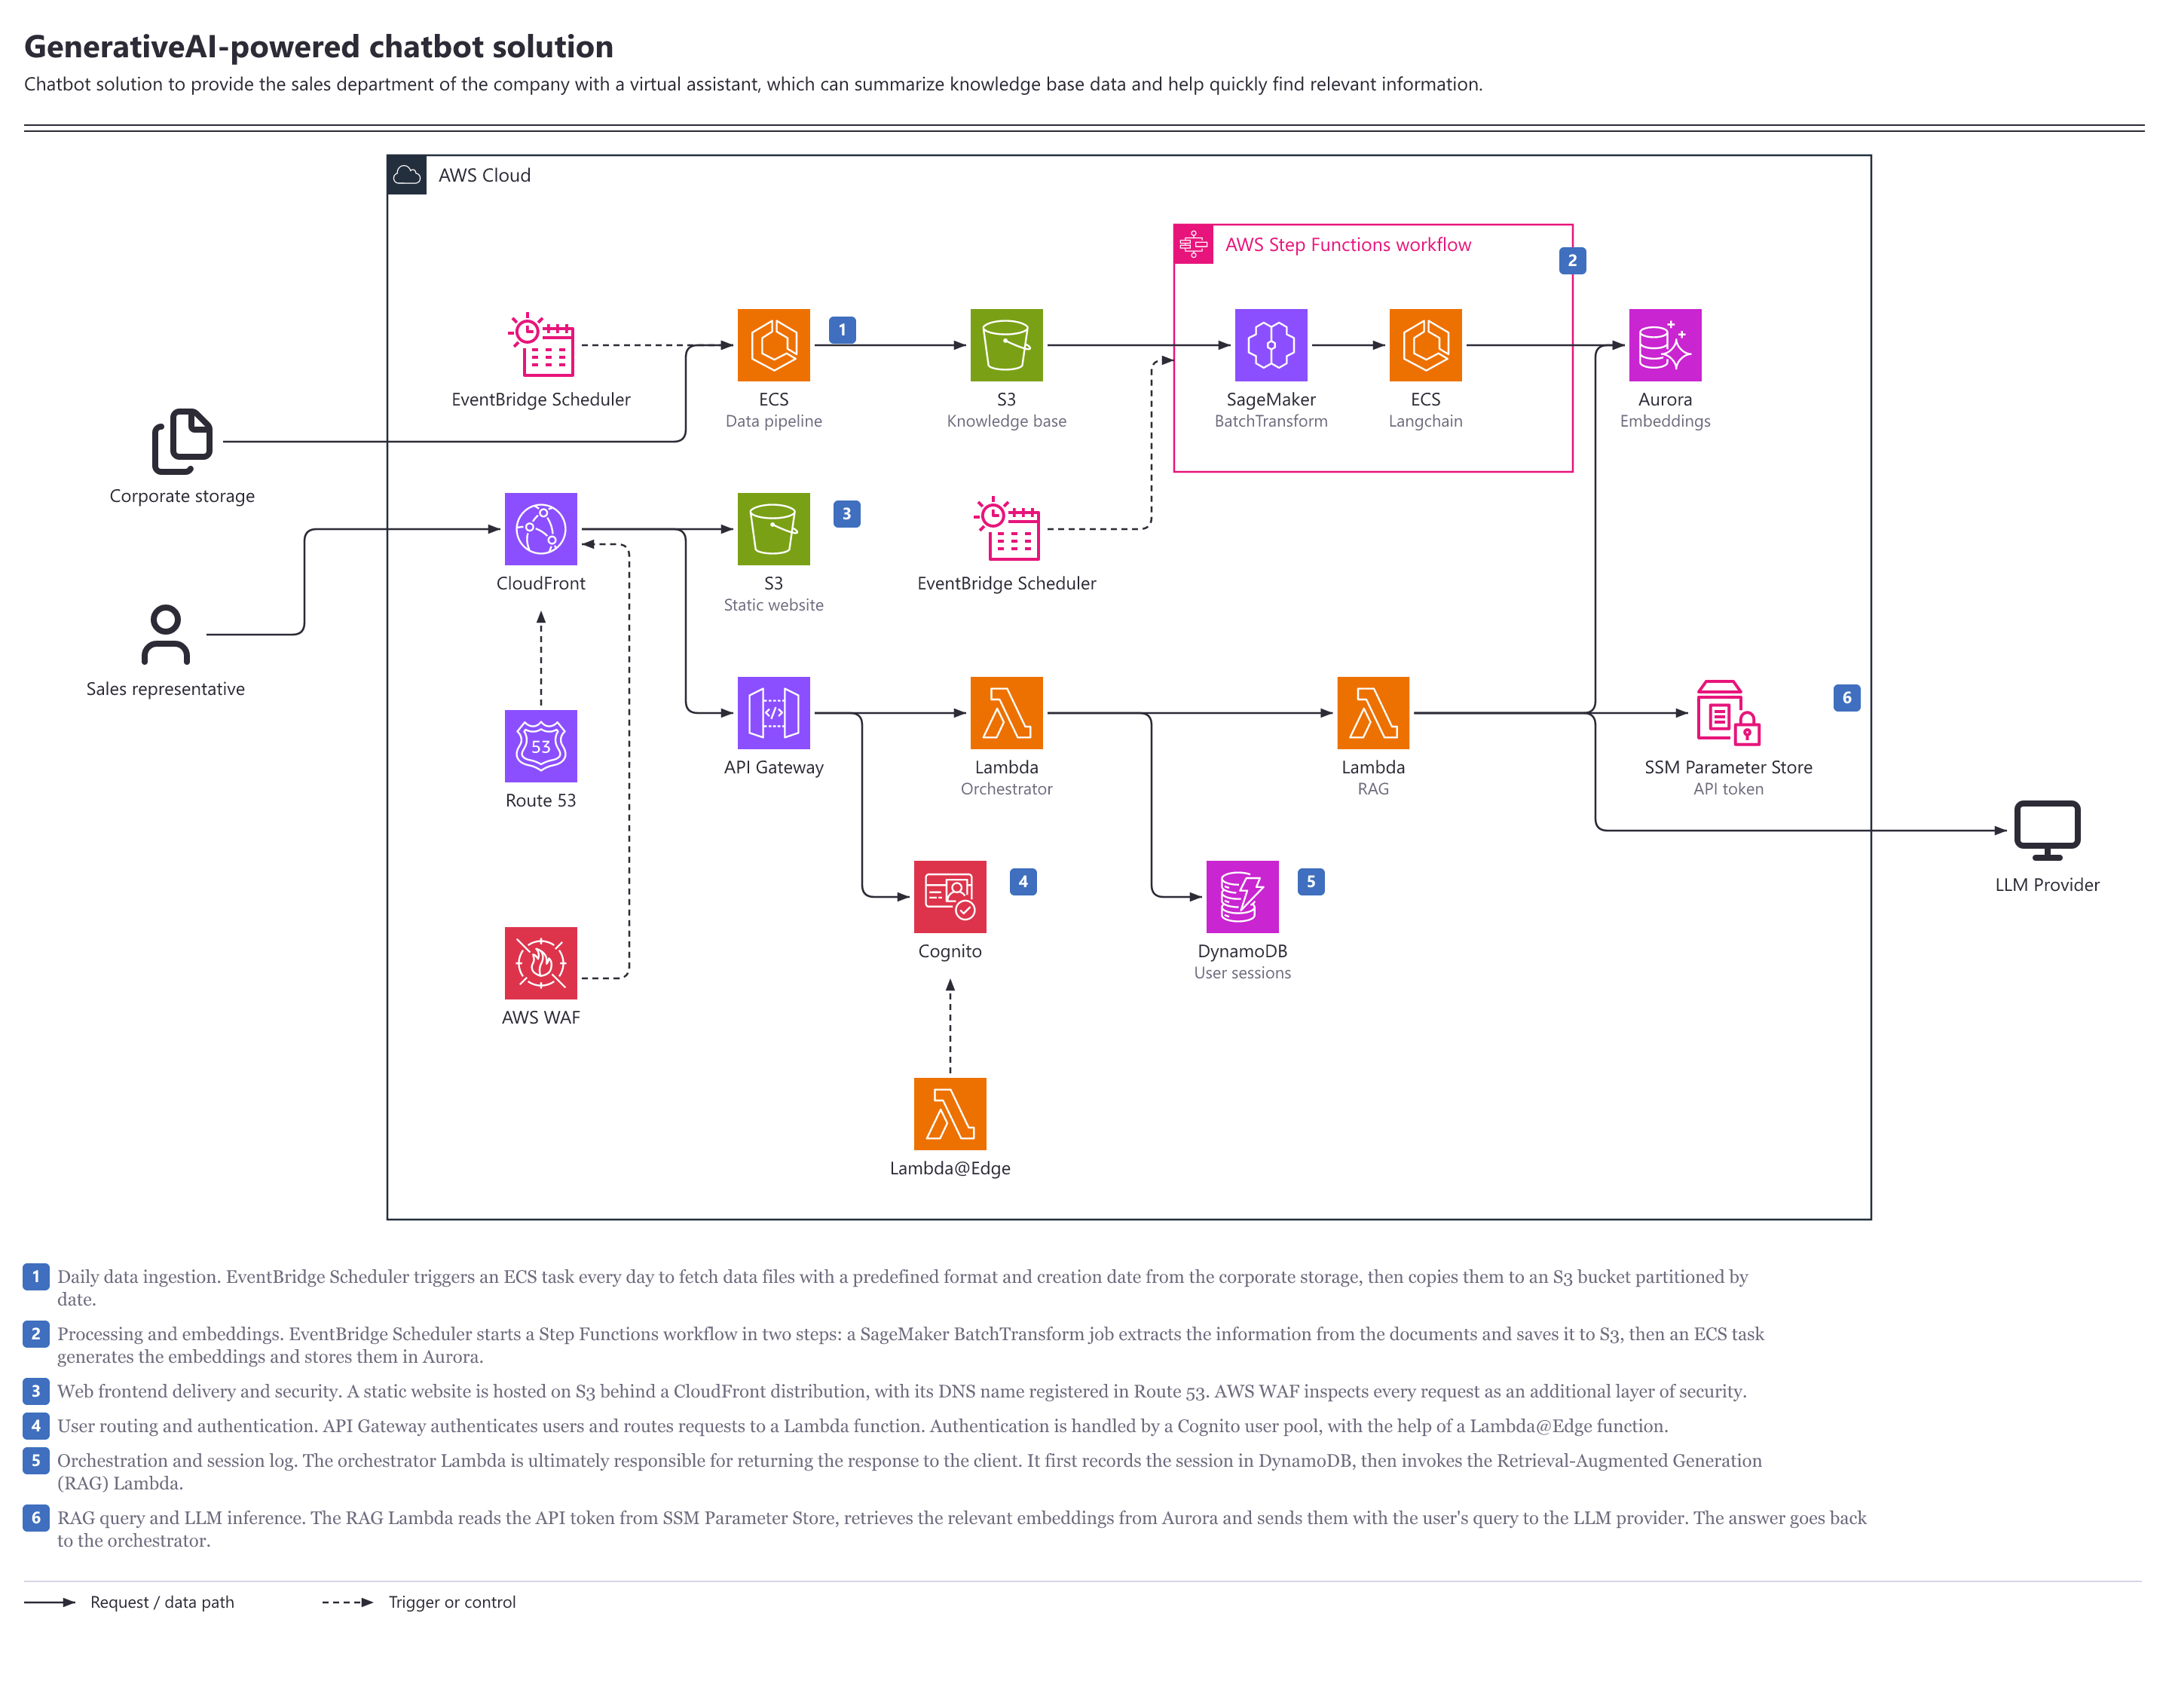 GenerativeAI-powered chatbot solution
Chatbot solution to provide the sales department of the company with a virtual assistant, which can summarize knowledge base data and help quickly find relevant information.
AWS Cloud
AWS Step Functions workflow
2
1
EventBridge Scheduler
ECS
Data pipeline
S3
Knowledge base
SageMaker
BatchTransform
ECS
Langchain
Aurora
Embeddings
Corporate storage
3
CloudFront
S3
Static website
EventBridge Scheduler
Sales representative
6
53
Route 53
API Gateway
</>
Lambda
Orchestrator
Lambda
RAG
SSM Parameter Store
API token
LLM Provider
4
5
Cognito
DynamoDB
User sessions
AWS WAF
Lambda@Edge
1 Daily data ingestion. EventBridge Scheduler triggers an ECS task every day to fetch data files with a predefined format and creation date from the corporate storage, then copies them to an S3 bucket partitioned by
date.
2 Processing and embeddings. EventBridge Scheduler starts a Step Functions workflow in two steps: a SageMaker BatchTransform job extracts the information from the documents and saves it to S3, then an ECS task
generates the embeddings and stores them in Aurora.
3 Web frontend delivery and security. A static website is hosted on S3 behind a CloudFront distribution, with its DNS name registered in Route 53. AWS WAF inspects every request as an additional layer of security.
4 User routing and authentication. API Gateway authenticates users and routes requests to a Lambda function. Authentication is handled by a Cognito user pool, with the help of a Lambda@Edge function.
5 Orchestration and session log. The orchestrator Lambda is ultimately responsible for returning the response to the client. It first records the session in DynamoDB, then invokes the Retrieval-Augmented Generation
(RAG) Lambda.
6 RAG query and LLM inference. The RAG Lambda reads the API token from SSM Parameter Store, retrieves the relevant embeddings from Aurora and sends them with the user's query to the LLM provider. The answer goes back
to the orchestrator.
Request / data path
Trigger or control